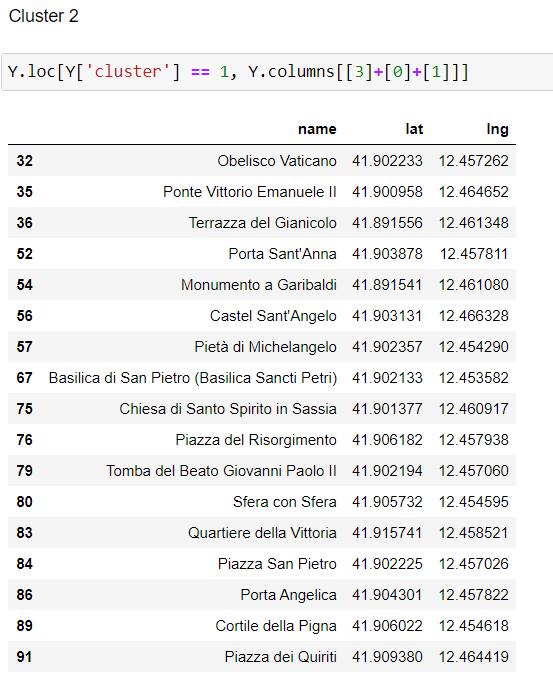 Cluster 2
Y.loc[Y['cluster'] == 1, Y.columns[[3]+[0]+[1]]]
name lat lng
32 Obelisco Vaticano 41.902233 12.457262
35 Ponte Vittorio Emanuele II 41.900958 12.464652
36 Terrazza del Gianicolo 41.891556 12.461348
52 Porta Sant'Anna 41.903878 12.457811
54 Monumento a Garibaldi 41.891541 12.461080
56 Castel Sant'Angelo 41.903131 12.466328
57 Pietà di Michelangelo 41.902357 12.454290
67 Basilica di San Pietro (Basilica Sancti Petri) 41.902133 12.453582
75 Chiesa di Santo Spirito in Sassia 41.901377 12.460917
76 Piazza del Risorgimento 41.906182 12.457938
79 Tomba del Beato Giovanni Paolo II 41.902194 12.457060
80 Sfera con Sfera 41.905732 12.454595
83 Quartiere della Vittoria 41.915741 12.458521
84 Piazza San Pietro 41.902225 12.457026
86 Porta Angelica 41.904301 12.457822
89 Cortile della Pigna 41.906022 12.454618
91 Piazza dei Quiriti 41.909380 12.464419